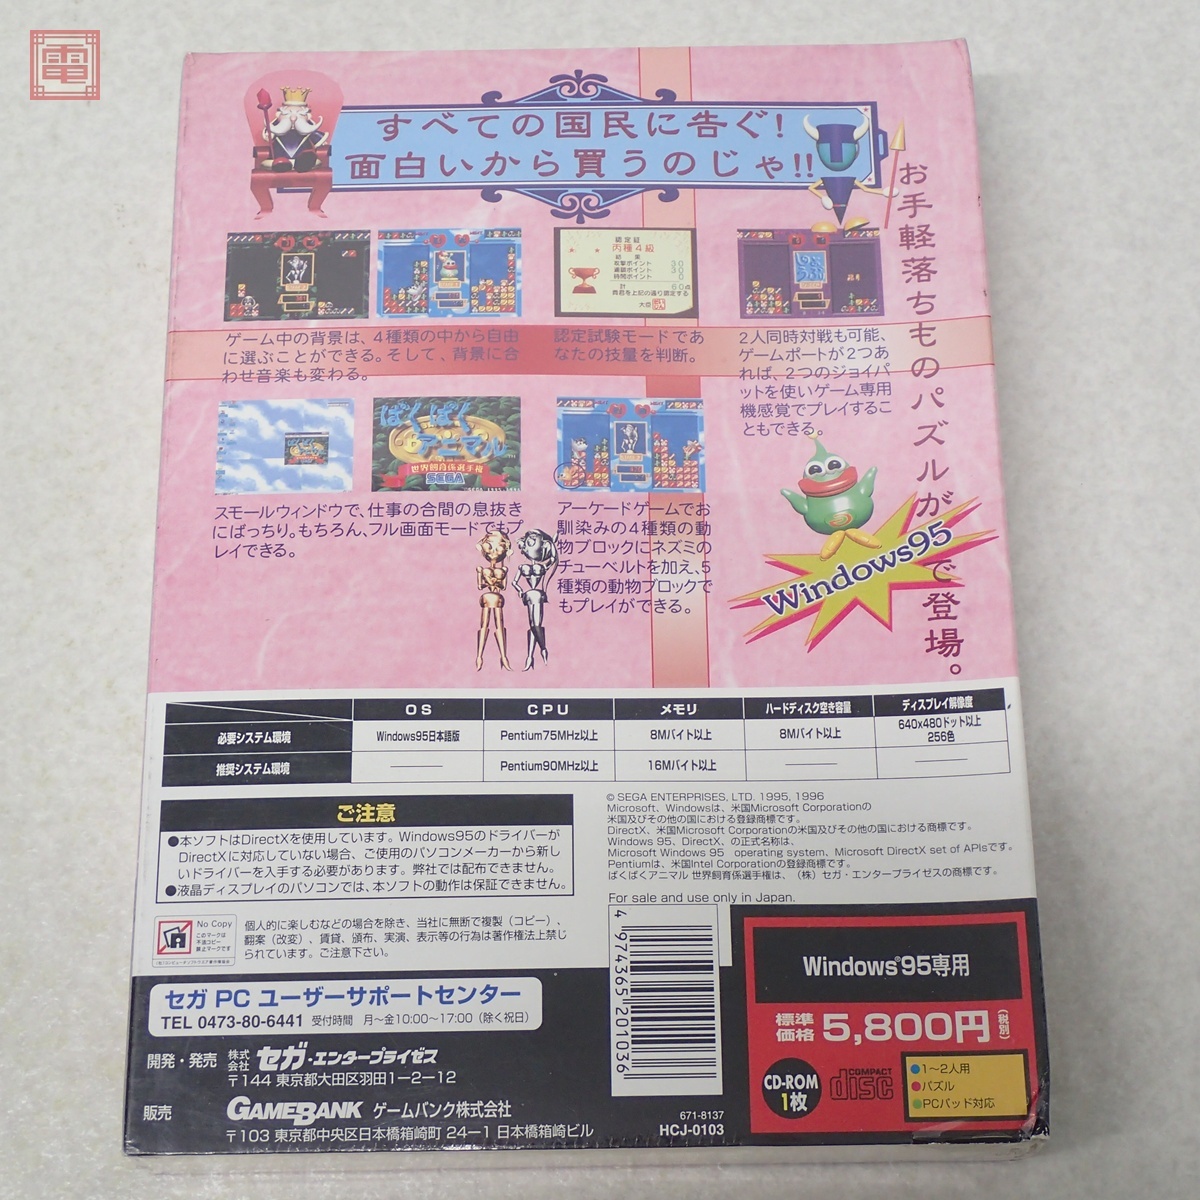 電
すべての国民に告ぐ!
面白いから買うのじゃ!!
お手軽落ちものパズルがWindows95で登場。
認定証
丙種4級
ゲーム中の背景は、4種類の中から自由
に選ぶことができる。そして、背景に合
わせ音楽も変わる。
認定試験モードであ
なたの技量を判断。
2人同時対戦も可能、
ゲームポートが2つあ
れば、2つのジョイパ
ットを使いゲーム専用
機感覚でプレイするこ
ともできる。
ぱくぱく
アニマル
世界飼育係選手権
SEGA
スモールウィンドウで、仕事の合間の息抜き
にばっちり。もちろん、フル画面モードでもプ
レイできる。
アーケードゲームでお
馴染みの4種類の動
物ブロックにネズミの
チューベルトを加え、5
種類の動物ブロックで
もプレイができる。
OS CPU メモリ ハードディスク空き容量 ディスプレイ解像度
必要システム環境 Windows95日本語版 Pentium75MHz以上 8Mバイト以上 8Mバイト以上 640x480ドット以上 256色
推奨システム環境 ―― Pentium90MHz以上 16Mバイト以上 ―― ――
ご注意
●本ソフトはDirectXを使用しています。Windows95のドライバーが
DirectXに対応していない場合、ご使用のパソコンメーカーから新し
いドライバーを入手する必要があります。弊社では配布できません。
●液晶ディスプレイのパソコンでは、本ソフトの動作は保証できません。
© SEGA ENTERPRISES, LTD. 1995, 1996
Microsoft、Windowsは、米国Microsoft Corporationの
米国及びその他の国における登録商標です。
DirectX、米国Microsoft Corporationの米国及びその他の国における商標です。
Windows 95、DirectX、の正式名称は、
Microsoft Windows 95 operating system、Microsoft DirectX set of APIsです。
Pentiumは、米国Intel Corporationの登録商標です。
ぱくぱくアニマル 世界飼育係選手権は、(株)セガ・エンタープライゼスの商標です。
For sale and use only in Japan.
No Copy
このマークは
不法コピー
禁止マークです
個人的に楽しむなどの場合を除き、当社に無断で複製(コピー)、
翻案(改変)、賃貸、頒布、実演、表示等の行為は著作権法上禁じ
られています。ご注意下さい。
セガ PC ユーザーサポートセンター
TEL 0473-80-6441 受付時間 月~金10:00~17:00(除く祝日)
開発・発売 株式会社 セガ・エンタープライゼス
〒144 東京都大田区羽田1-2-12
販売 GAMEBANK ゲームバンク株式会社
〒103 東京都中央区日本橋箱崎町 24-1 日本橋箱崎ビル
4 974365 201036
671-8137
HCJ-0103
Windows®95専用
標準価格 5,800円(税別)
CD-ROM
1枚
COMPACT
disc
●1~2人用
●パズル
●PCパッド対応